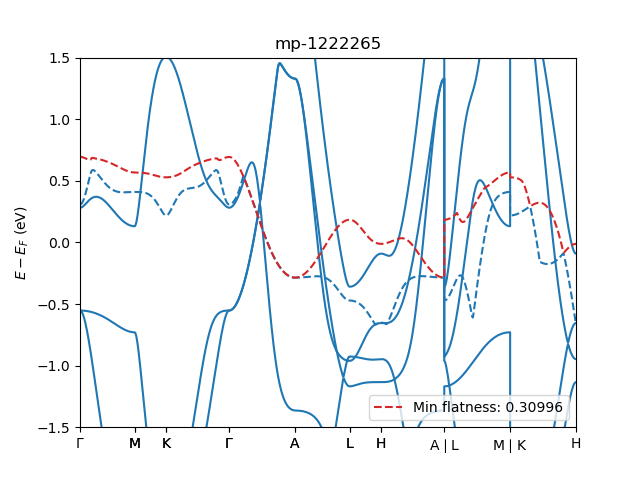 mp-1222265
1.5
1.0
0.5
0.0
−0.5
−1.0
−1.5
E − E_F (eV)
Min flatness: 0.30996
Γ M K Γ A L H A | L M | K H